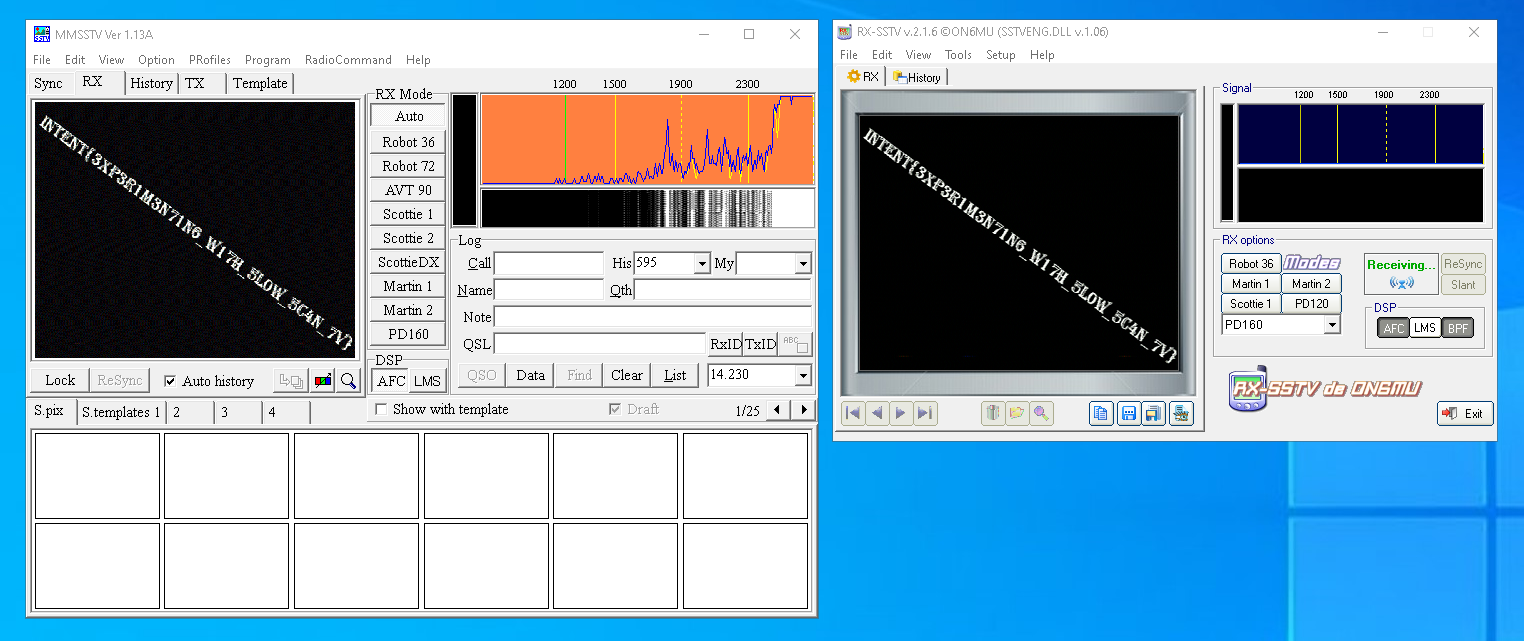 MMSSTV Ver 1.13A
File Edit View Option PRofiles Program RadioCommand Help
Sync RX History TX Template
RX Mode
1200 1500 1900 2300
Auto
Robot 36
Robot 72
AVT 90
Scottie 1
Scottie 2
ScottieDX
Martin 1
Martin 2
PD160
DSP
AFC LMS
INTENT{3XP3R1M3N71N6_W17H_5L0W_5C4N_7V}
Log
Call His 595 My
Name Qth
Note
QSL RxID TxID ABC
QSO Data Find Clear List 14.230
Lock ReSync Auto history
Show with template Draft 1/25
S.pix S.templates 1 2 3 4
RX-SSTV v.2.1.6 ©ON6MU (SSTVENG.DLL v.1.06)
File Edit View Tools Setup Help
RX History
INTENT{3XP3R1M3N71N6_W17H_5L0W_5C4N_7V}
Signal
1200 1500 1900 2300
RX options
Robot 36 Modes
Martin 1 Martin 2
Scottie 1 PD120
PD160
Receiving... ReSync
Slant
DSP
AFC LMS BPF
RX-SSTV de ON6MU
Exit